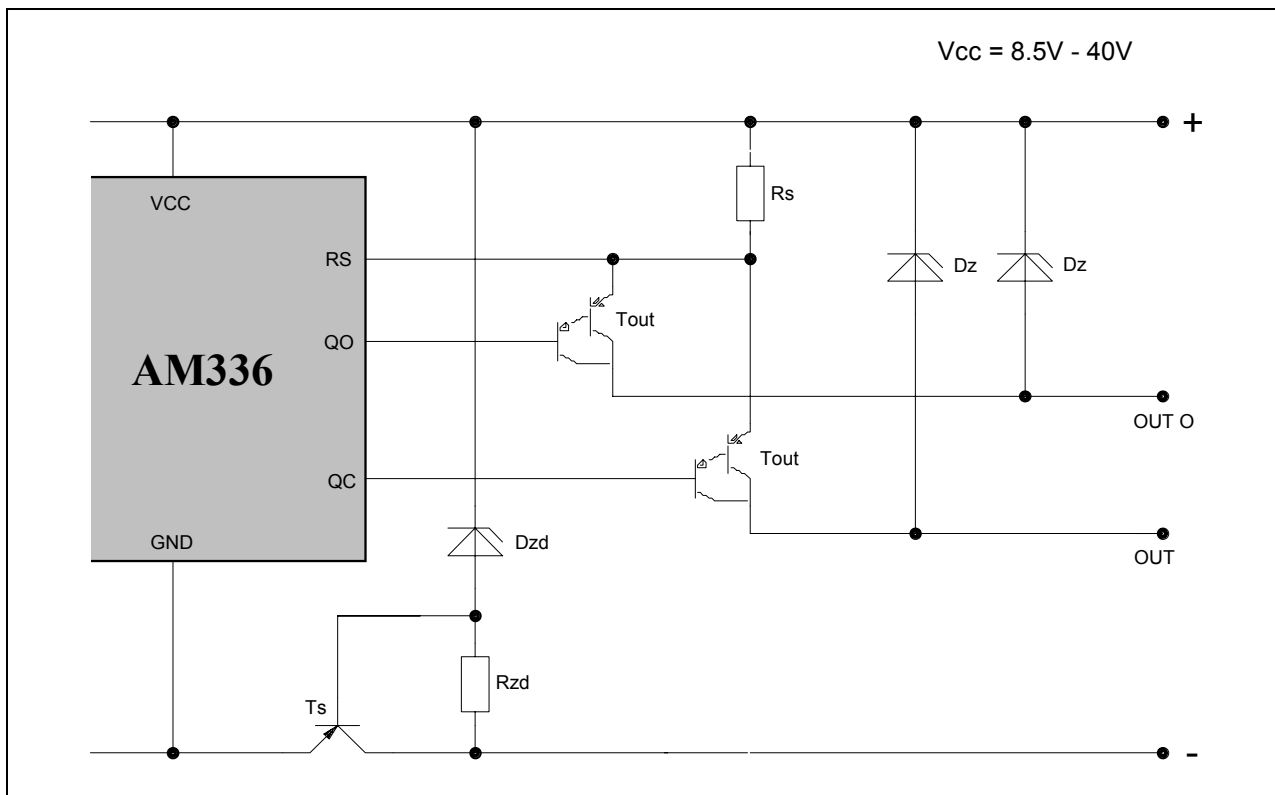 Vcc = 8.5V - 40V
+
VCC
Rs
RS
Dz
Dz
Tout
QO
AM336
OUT O
Tout
QC
GND
Dzd
OUT
Rzd
Ts
-